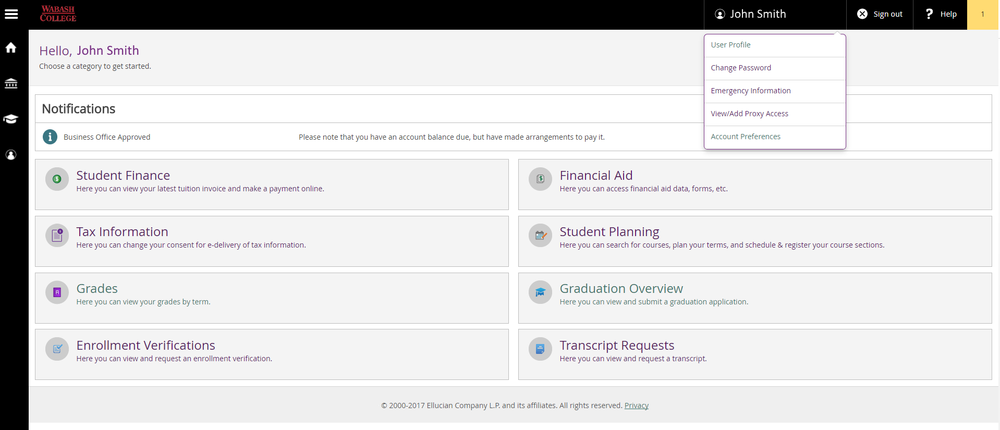 WABASH
COLLEGE
John Smith
Sign out
? Help
1
User Profile
Change Password
Emergency Information
View/Add Proxy Access
Account Preferences
Hello, John Smith
Choose a category to get started.
Notifications
Business Office Approved
Please note that you have an account balance due, but have made arrangements to pay it.
Student Finance
Here you can view your latest tuition invoice and make a payment online.
Financial Aid
Here you can access financial aid data, forms, etc.
Tax Information
Here you can change your consent for e-delivery of tax information.
Student Planning
Here you can search for courses, plan your terms, and schedule & register your course sections.
Grades
Here you can view your grades by term.
Graduation Overview
Here you can view and submit a graduation application.
Enrollment Verifications
Here you can view and request an enrollment verification.
Transcript Requests
Here you can view and request a transcript.
© 2000-2017 Ellucian Company L.P. and its affiliates. All rights reserved. Privacy